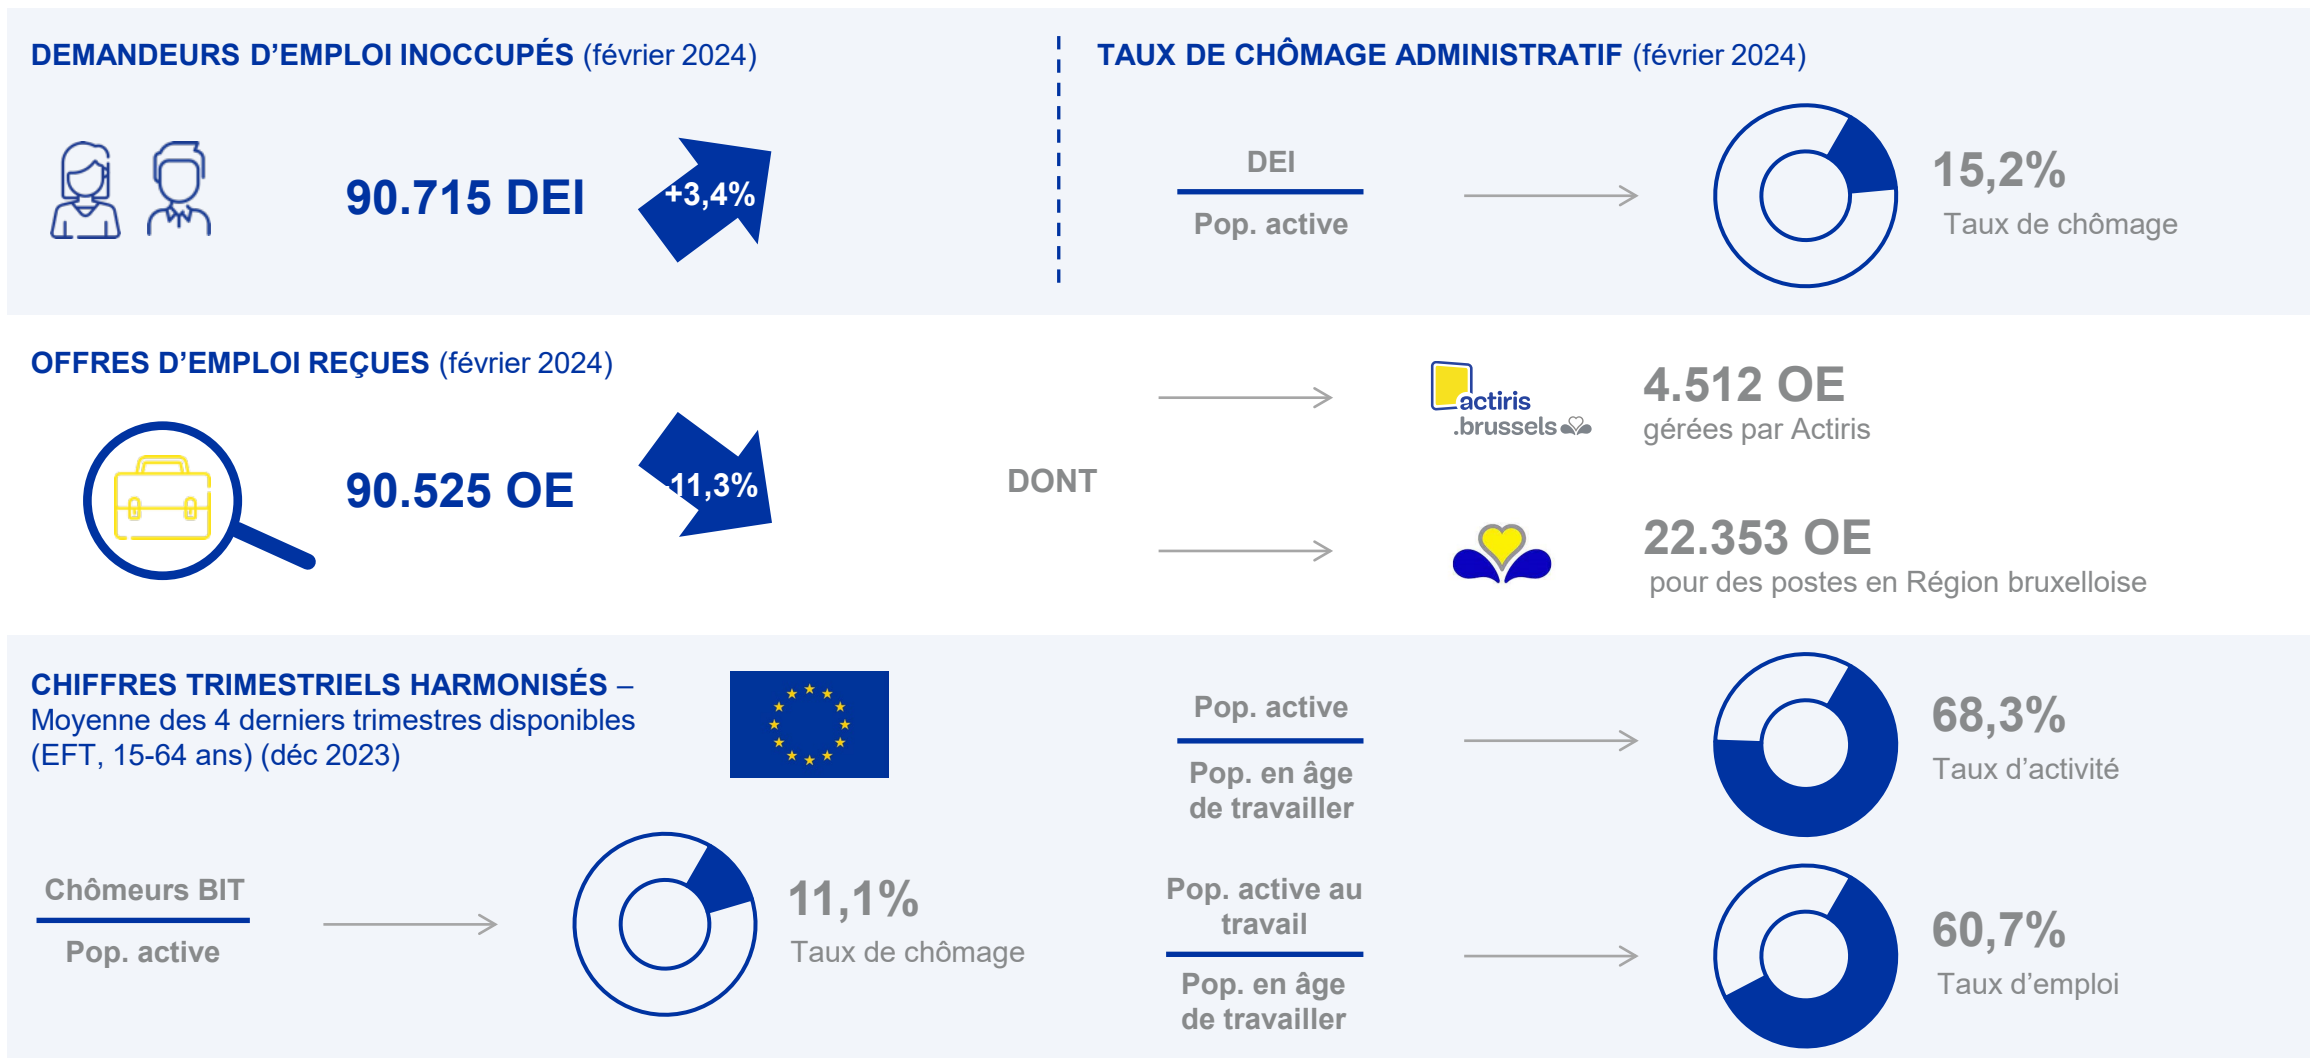 DEMANDEURS D'EMPLOI INOCCUPÉS (février 2024)
90.715 DEI
+3,4%
TAUX DE CHÔMAGE ADMINISTRATIF (février 2024)
DEI
Pop. active
15,2%
Taux de chômage
OFFRES D'EMPLOI REÇUES (février 2024)
90.525 OE
-11,3%
DONT
actiris
.brussels
4.512 OE
gérées par Actiris
22.353 OE
pour des postes en Région bruxelloise
CHIFFRES TRIMESTRIELS HARMONISÉS –
Moyenne des 4 derniers trimestres disponibles
(EFT, 15-64 ans) (déc 2023)
Chômeurs BIT
Pop. active
11,1%
Taux de chômage
Pop. active
Pop. en âge
de travailler
68,3%
Taux d'activité
Pop. active au
travail
Pop. en âge
de travailler
60,7%
Taux d'emploi